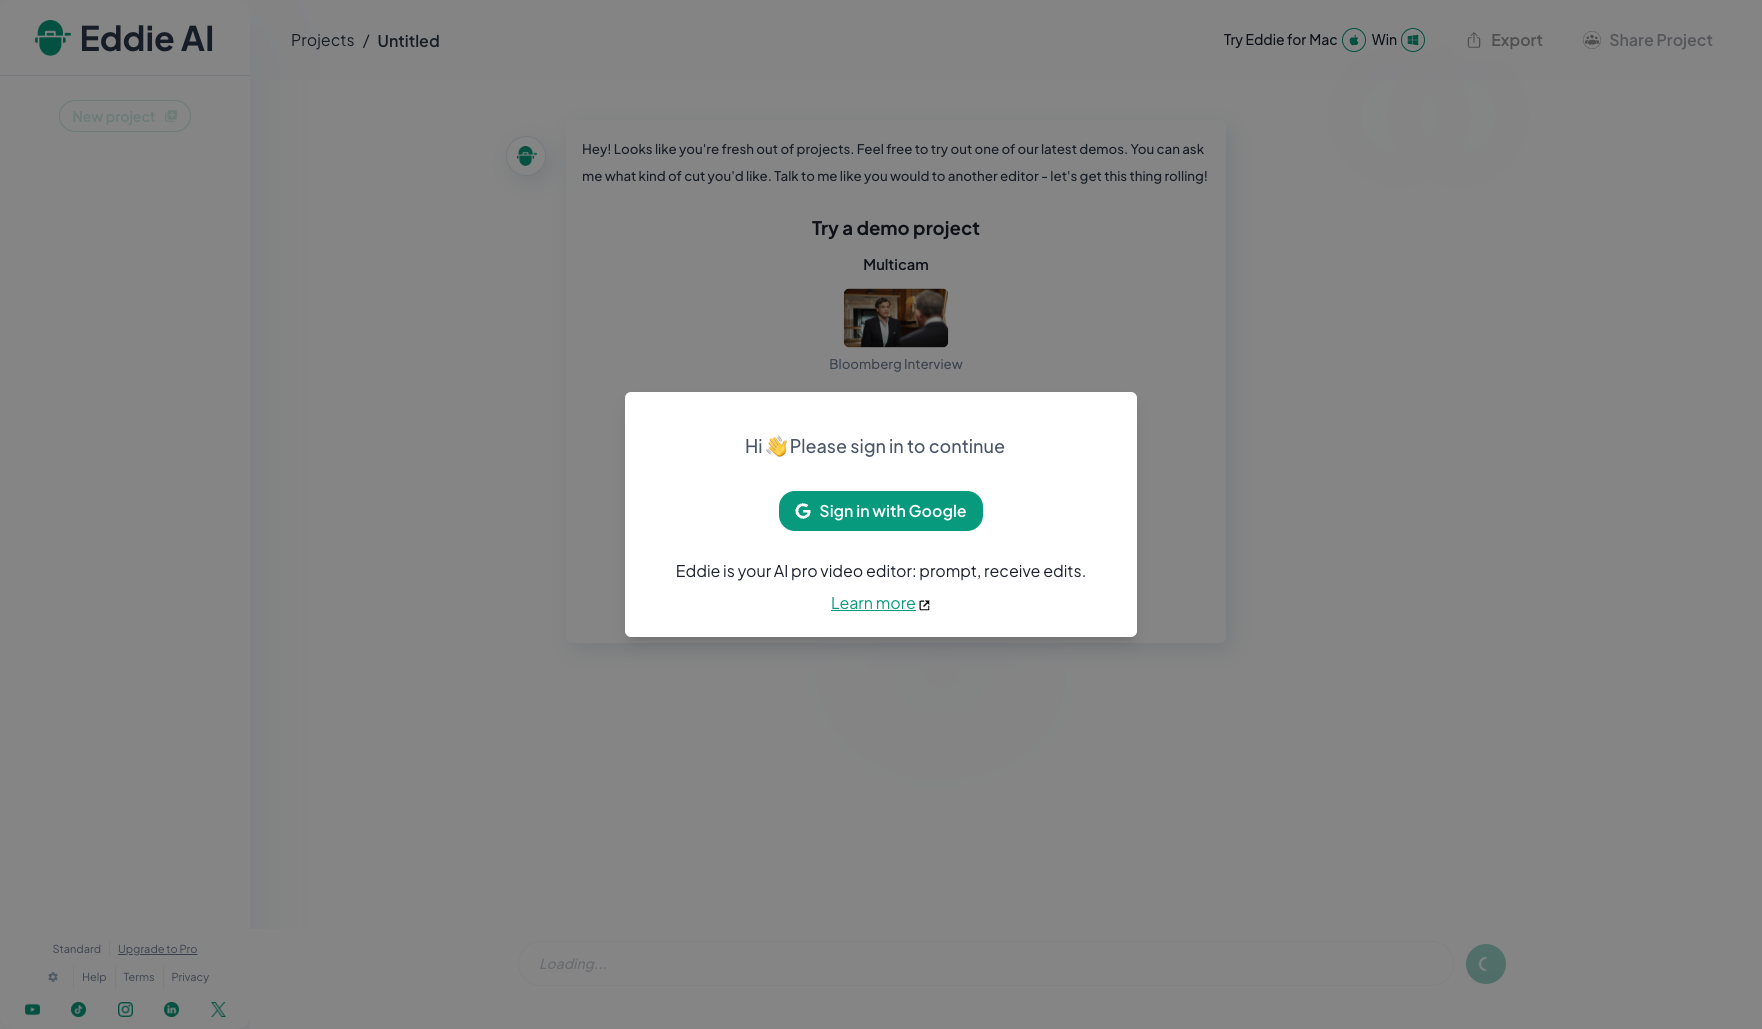 Eddie AI
Projects / Untitled
Try Eddie for Mac Win Export Share Project
New project
Hey! Looks like you're fresh out of projects. Feel free to try out one of our latest demos. You can ask
me what kind of cut you'd like. Talk to me like you would to another editor - let's get this thing rolling!
Try a demo project
Multicam
Bloomberg Interview
Hi 👋 Please sign in to continue
Sign in with Google
Eddie is your AI pro video editor: prompt, receive edits.
Learn more
Loading...
Standard Upgrade to Pro
Help Terms Privacy